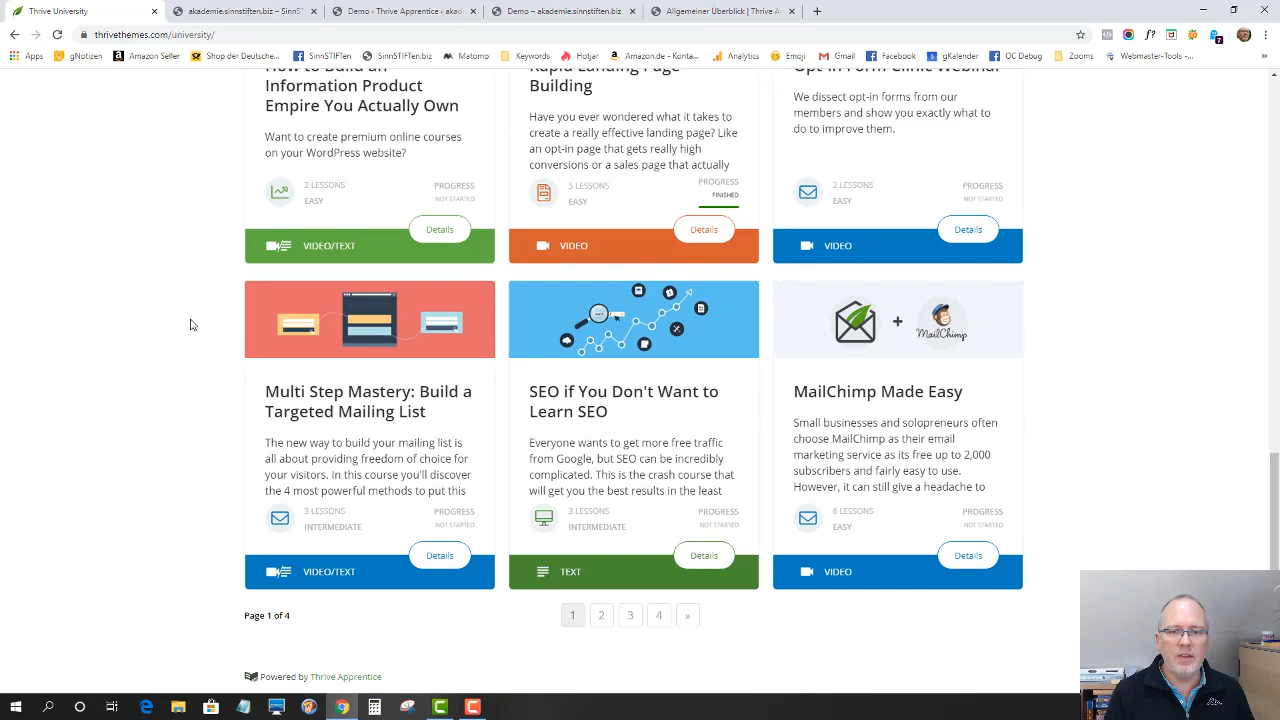 Thrive University
akademie.sinnstiften.biz – SinnST
Demo ‹ Thrive Apprentice ‹ akad
Demo - akademie.sinnstiften.biz
Allgemeiner Überblick | Thrive A
thrivethemes.com/university/
Apps
gNotizen
Amazon Seller
Shop der Deutsche...
SinnSTIFTen
SinnSTIFTen.biz
Matomo
Keywords
Hotjar
Amazon.de - Konta...
Analytics
Emoji
Gmail
Facebook
gKalender
OC Debug
Zooms
Webmaster-Tools -...
How to Build an
Information Product
Empire You Actually Own
Want to create premium online courses
on your WordPress website?
2 LESSONS
EASY
PROGRESS
NOT STARTED
Details
VIDEO/TEXT
Rapid Landing Page
Building
Have you ever wondered what it takes to
create a really effective landing page? Like
an opt-in page that gets really high
conversions or a sales page that actually
5 LESSONS
EASY
PROGRESS
FINISHED
Details
VIDEO
Opt-in Form Clinic Webinar
We dissect opt-in forms from our
members and show you exactly what to
do to improve them.
2 LESSONS
EASY
PROGRESS
NOT STARTED
Details
VIDEO
Multi Step Mastery: Build a
Targeted Mailing List
The new way to build your mailing list is
all about providing freedom of choice for
your visitors. In this course you'll discover
the 4 most powerful methods to put this
3 LESSONS
INTERMEDIATE
PROGRESS
NOT STARTED
Details
VIDEO/TEXT
SEO if You Don't Want to
Learn SEO
Everyone wants to get more free traffic
from Google, but SEO can be incredibly
complicated. This is the crash course that
will get you the best results in the least
3 LESSONS
INTERMEDIATE
PROGRESS
NOT STARTED
Details
TEXT
MailChimp
MailChimp Made Easy
Small businesses and solopreneurs often
choose MailChimp as their email
marketing service as its free up to 2,000
subscribers and fairly easy to use.
However, it can still give a headache to
6 LESSONS
EASY
PROGRESS
NOT STARTED
Details
VIDEO
Page 1 of 4
1 2 3 4 »
Powered by Thrive Apprentice